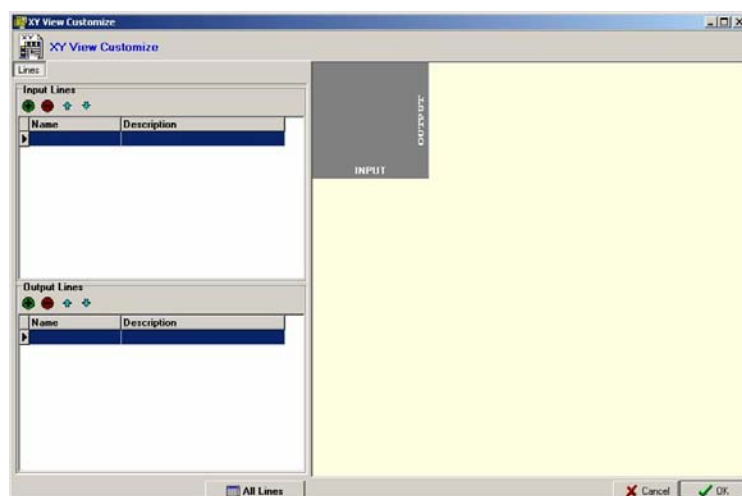 XY View Customize
XY View Customize
Lines
Input Lines
Name Description
OUTPUT
INPUT
Output Lines
Name Description
All Lines
Cancel OK